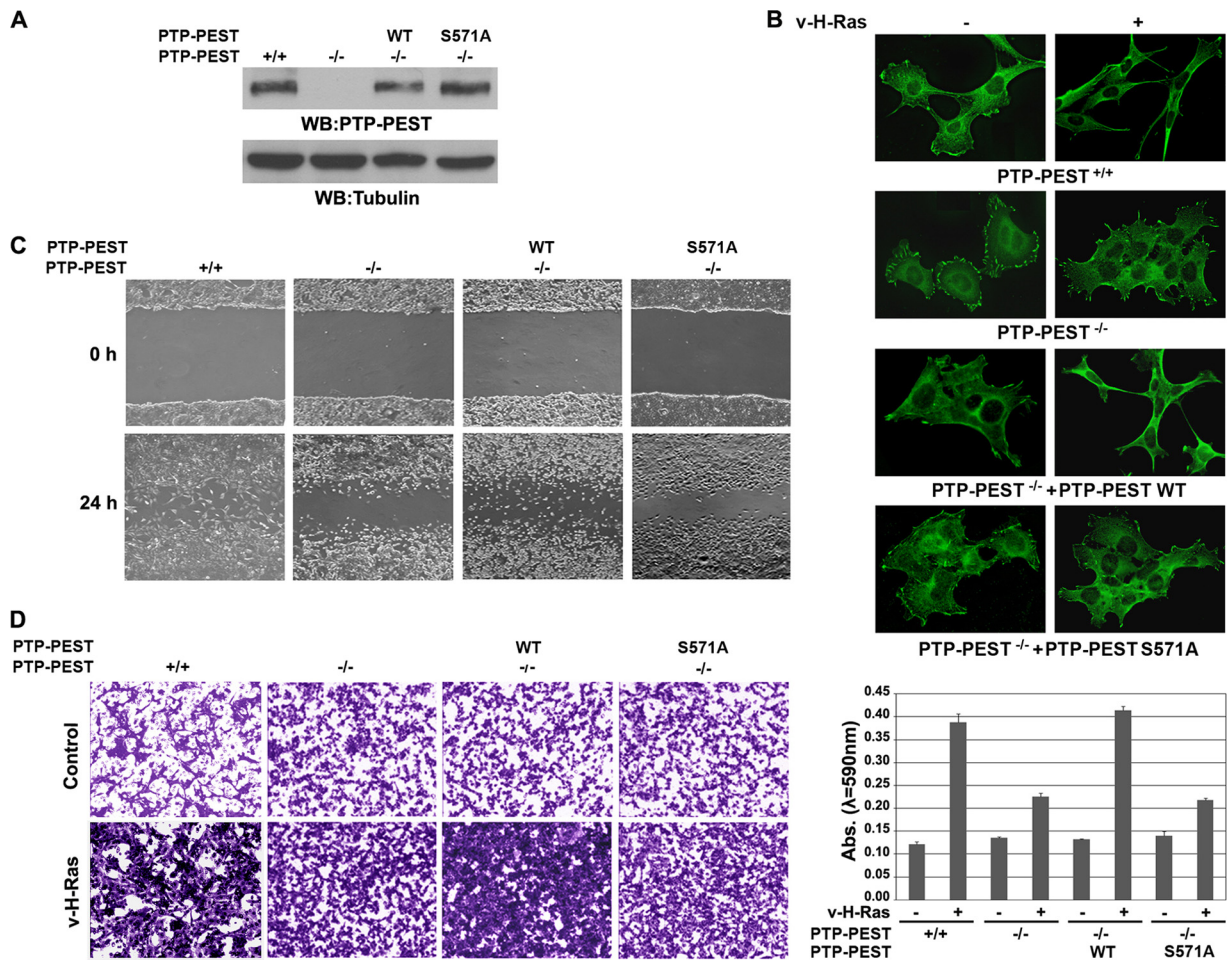 A
PTP-PEST WT S571A
PTP-PEST +/+ -/- -/- -/-
WB:PTP-PEST
WB:Tubulin
B
v-H-Ras - +
PTP-PEST +/+
PTP-PEST -/-
PTP-PEST -/- +PTP-PEST WT
PTP-PEST -/- +PTP-PEST S571A
C
PTP-PEST WT S571A
PTP-PEST +/+ -/- -/- -/-
0 h
24 h
D
PTP-PEST WT S571A
PTP-PEST +/+ -/- -/- -/-
Control
v-H-Ras
Abs. (λ=590nm)
0.45
0.40
0.35
0.30
0.25
0.20
0.15
0.10
0.05
0.00
v-H-Ras - + - + - + - +
PTP-PEST +/+ -/- -/- -/-
PTP-PEST WT S571A